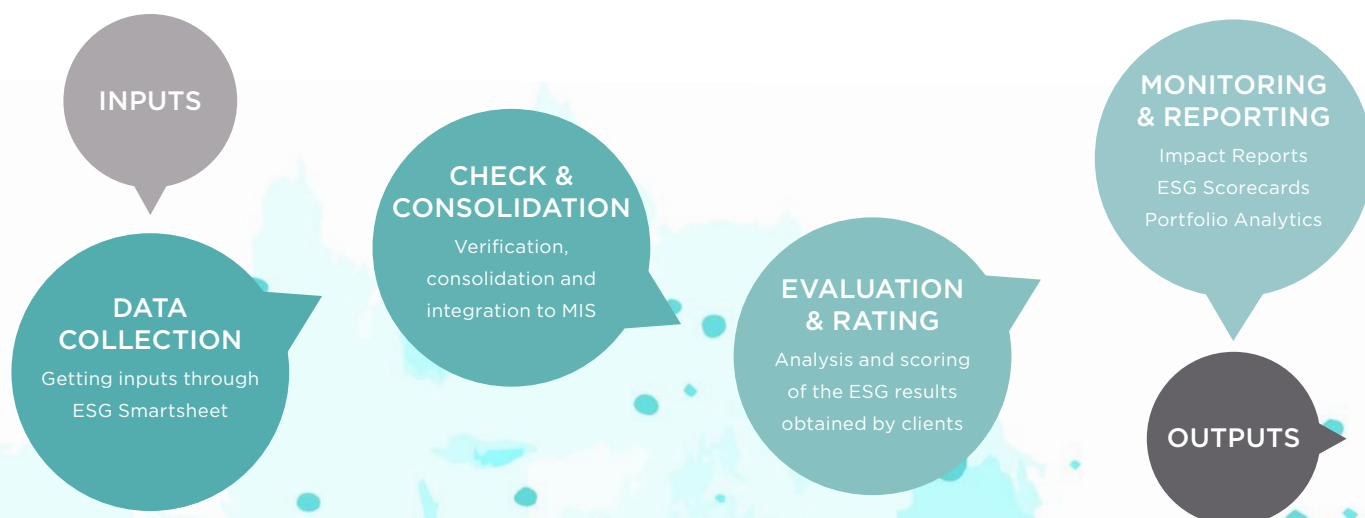 INPUTS
DATA
COLLECTION
Getting inputs through
ESG Smartsheet
CHECK &
CONSOLIDATION
Verification,
consolidation and
integration to MIS
EVALUATION
& RATING
Analysis and scoring
of the ESG results
obtained by clients
MONITORING
& REPORTING
Impact Reports
ESG Scorecards
Portfolio Analytics
OUTPUTS